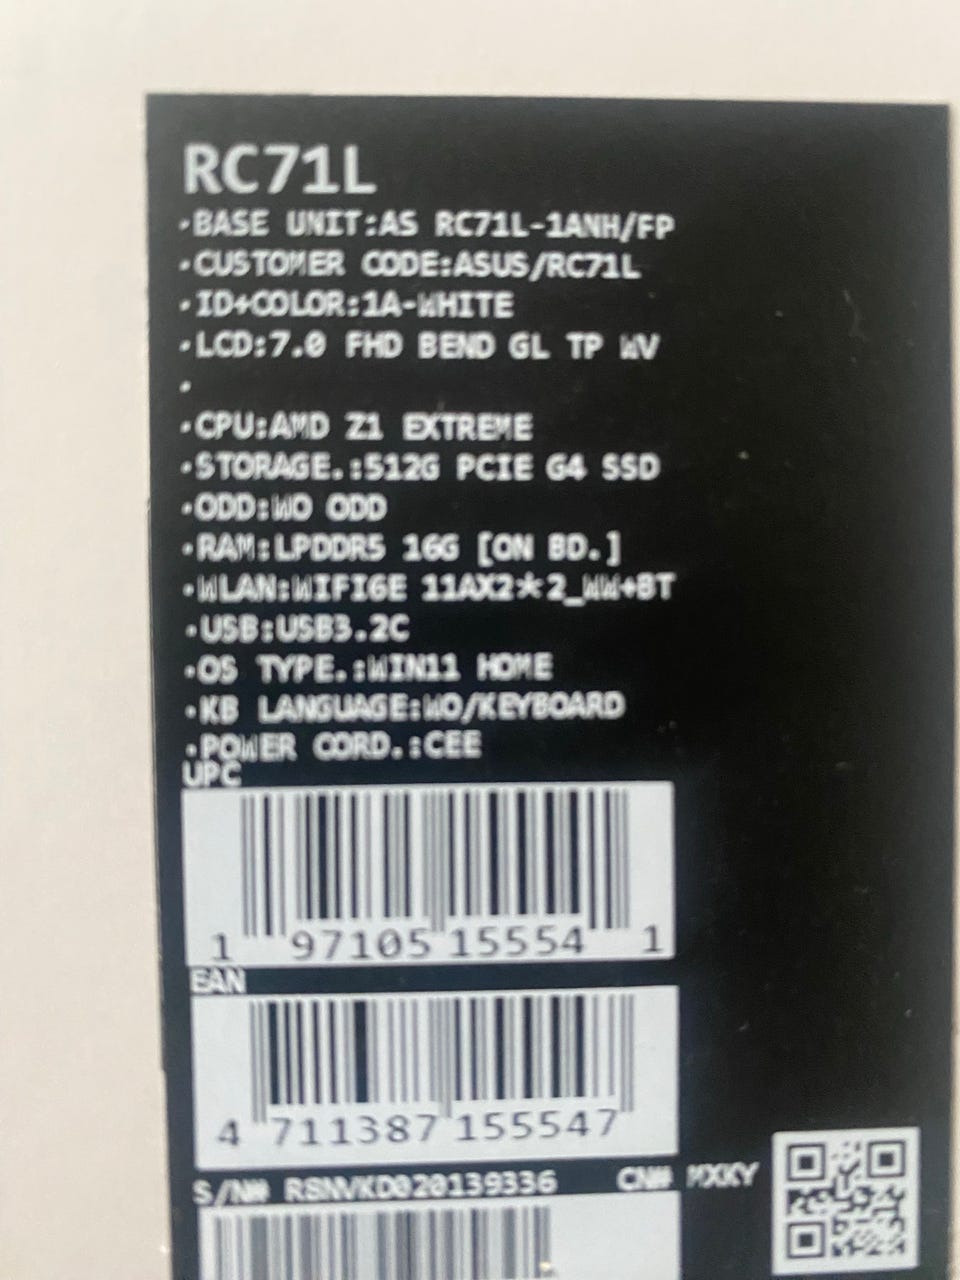 RC71L
·BASE UNIT:AS RC71L-1ANH/FP
·CUSTOMER CODE:ASUS/RC71L
·ID+COLOR:1A-WHITE
·LCD:7.0 FHD BEND GL TP WV
·
·CPU:AMD Z1 EXTREME
·STORAGE.:512G PCIE G4 SSD
·ODD:WO ODD
·RAM:LPDDR5 16G [ON BD.]
·WLAN:WIFI6E 11AX2*2_WW+BT
·USB:USB3.2C
·OS TYPE.:WIN11 HOME
·KB LANGUAGE:WO/KEYBOARD
·POWER CORD.:CEE
UPC
1 97105 15554 1
EAN
4 711387 155547
S/N# RSNVKD020139336 CN# MXKY